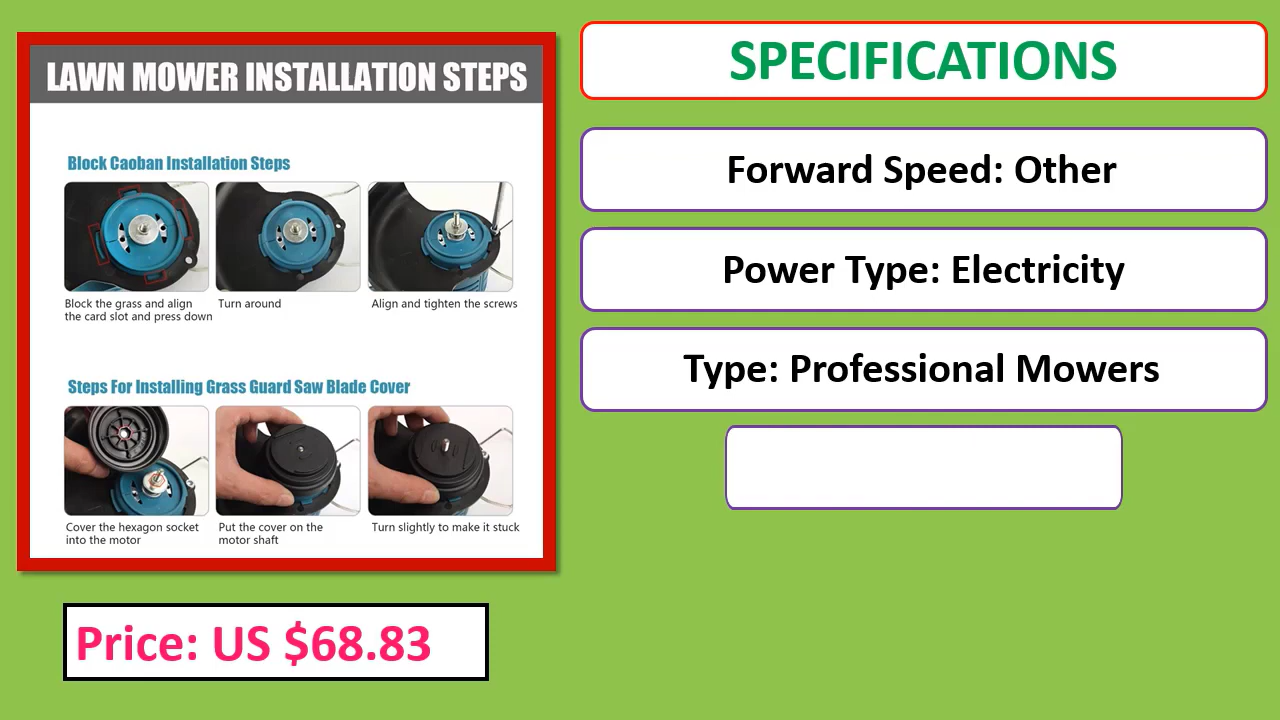 LAWN MOWER INSTALLATION STEPS
Block Caoban Installation Steps
Block the grass and align
the card slot and press down
Turn around
Align and tighten the screws
Steps For Installing Grass Guard Saw Blade Cover
Cover the hexagon socket
into the motor
Put the cover on the
motor shaft
Turn slightly to make it stuck
Price: US $68.83
SPECIFICATIONS
Forward Speed: Other
Power Type: Electricity
Type: Professional Mowers